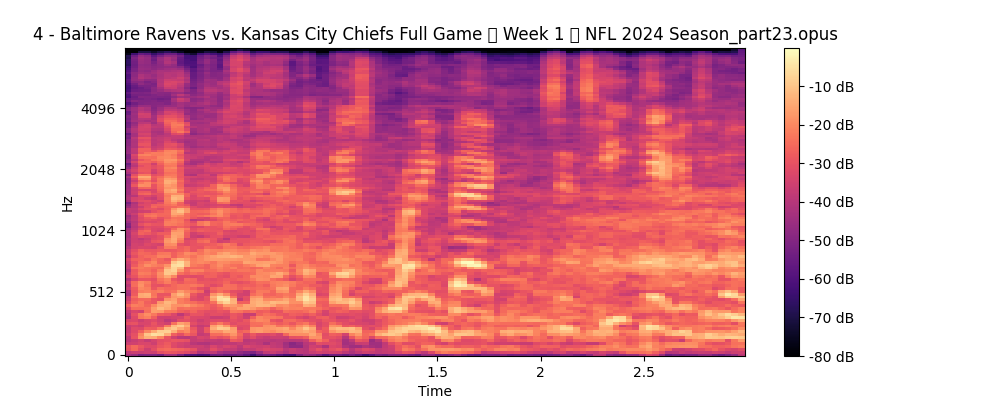 4 - Baltimore Ravens vs. Kansas City Chiefs Full Game ▯ Week 1 ▯ NFL 2024 Season_part23.opus
Hz
4096
2048
1024
512
0
0
0.5
1
1.5
2
2.5
Time
-10 dB
-20 dB
-30 dB
-40 dB
-50 dB
-60 dB
-70 dB
-80 dB